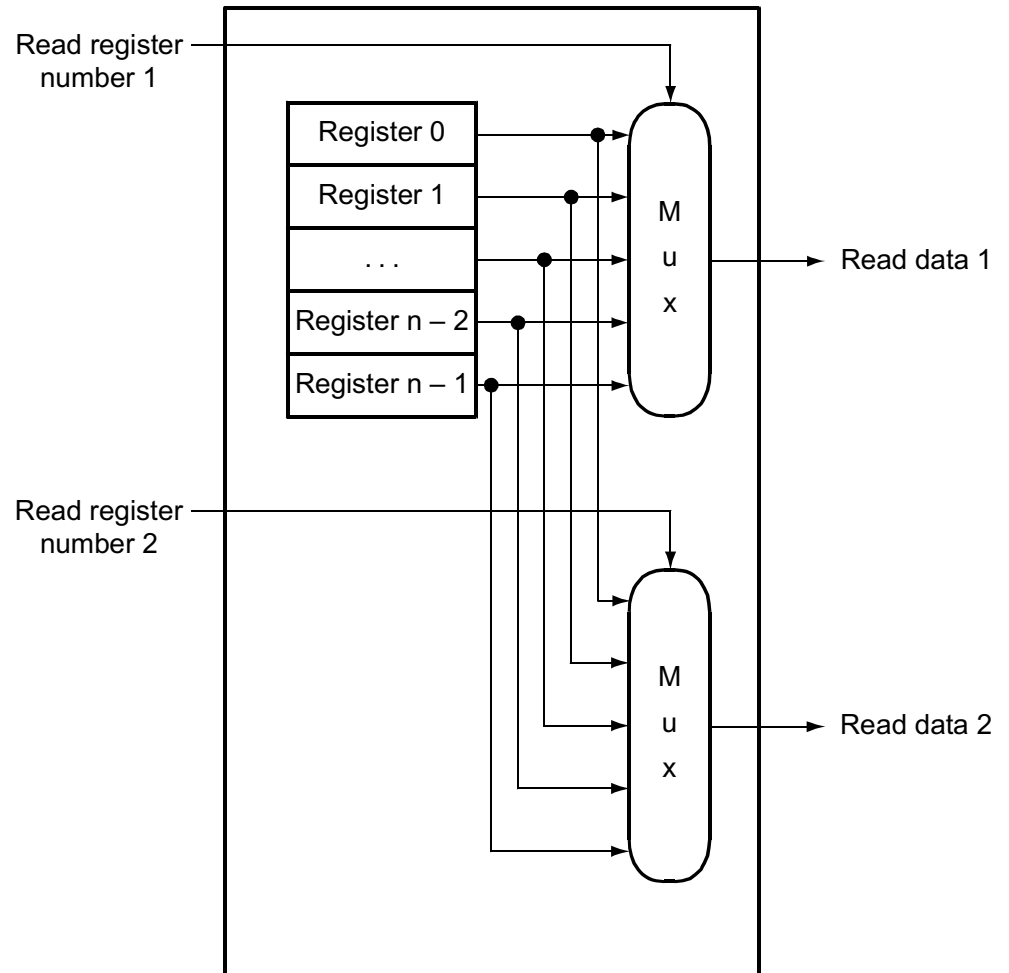 Read register
number 1
Register 0
Register 1
. . .
Register n – 2
Register n – 1
M
u
x
Read data 1
Read register
number 2
M
u
x
Read data 2